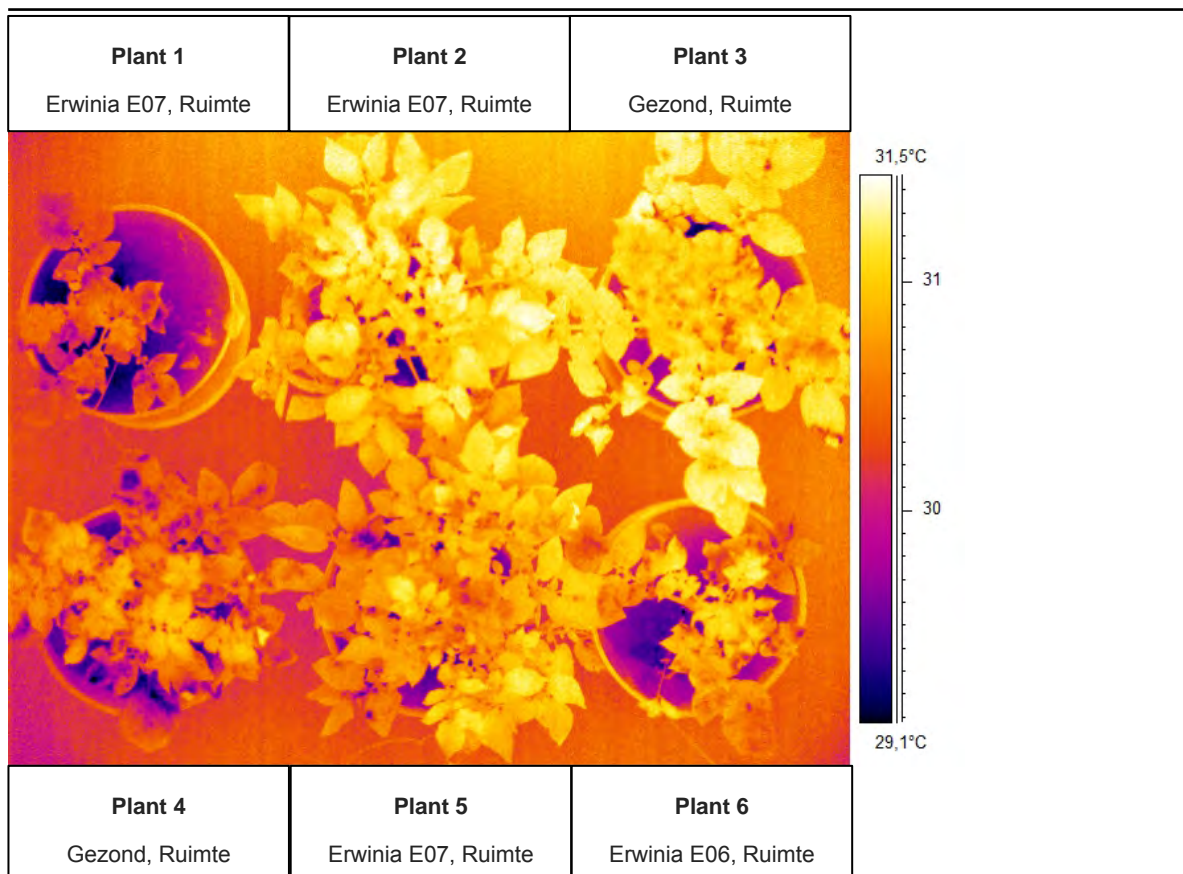 Plant 1
Erwinia E07, Ruimte
Plant 2
Erwinia E07, Ruimte
Plant 3
Gezond, Ruimte
31,5°C
31
30
29,1°C
Plant 4
Gezond, Ruimte
Plant 5
Erwinia E07, Ruimte
Plant 6
Erwinia E06, Ruimte